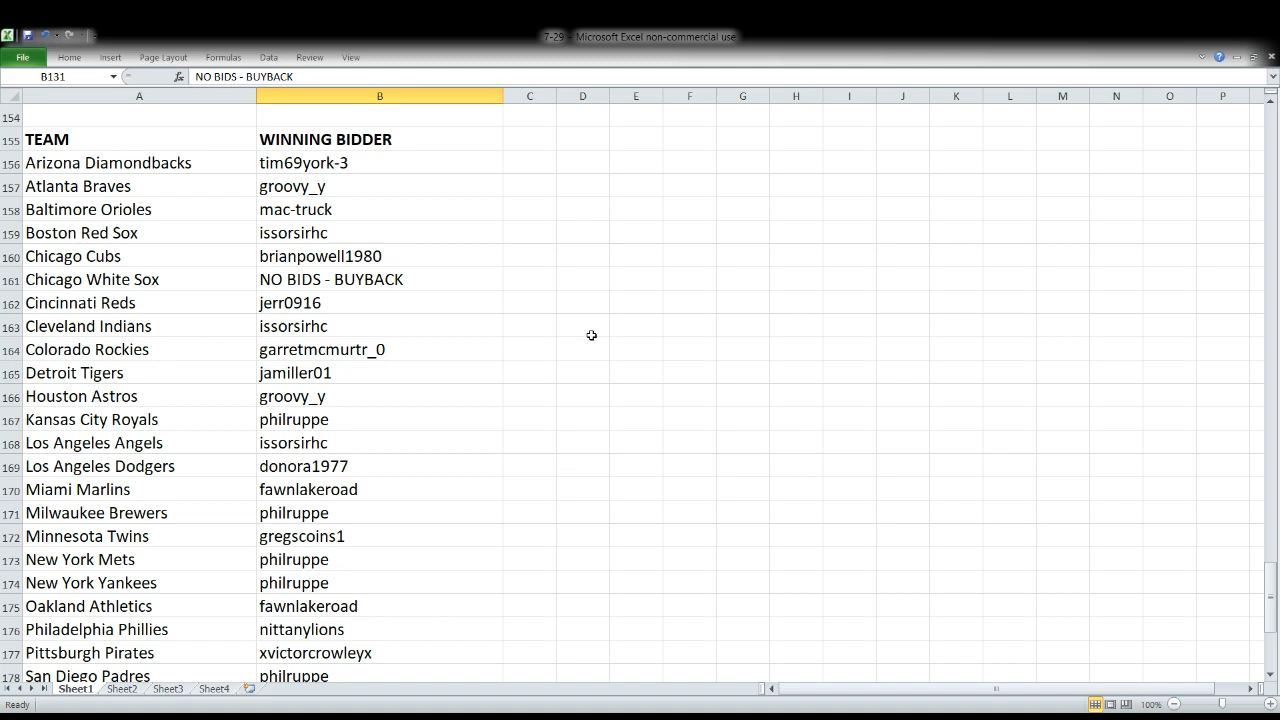 7-29 - Microsoft Excel non-commercial use
File Home Insert Page Layout Formulas Data Review View
B131 fx NO BIDS - BUYBACK
A B C D E F G H I J K L M N O P
154
155 TEAM WINNING BIDDER
156 Arizona Diamondbacks tim69york-3
157 Atlanta Braves groovy_y
158 Baltimore Orioles mac-truck
159 Boston Red Sox issorsirhc
160 Chicago Cubs brianpowell1980
161 Chicago White Sox NO BIDS - BUYBACK
162 Cincinnati Reds jerr0916
163 Cleveland Indians issorsirhc
164 Colorado Rockies garretmcmurtr_0
165 Detroit Tigers jamiller01
166 Houston Astros groovy_y
167 Kansas City Royals philruppe
168 Los Angeles Angels issorsirhc
169 Los Angeles Dodgers donora1977
170 Miami Marlins fawnlakeroad
171 Milwaukee Brewers philruppe
172 Minnesota Twins gregscoins1
173 New York Mets philruppe
174 New York Yankees philruppe
175 Oakland Athletics fawnlakeroad
176 Philadelphia Phillies nittanylions
177 Pittsburgh Pirates xvictorcrowleyx
178 San Diego Padres philruppe
Sheet1 Sheet2 Sheet3 Sheet4
Ready 100%